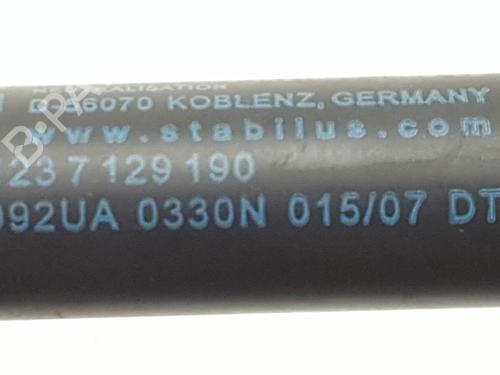 D-56070 KOBLENZ, GERMANY
www.stabilus.com
237 129 190
092UA 0330N 015/07 DT